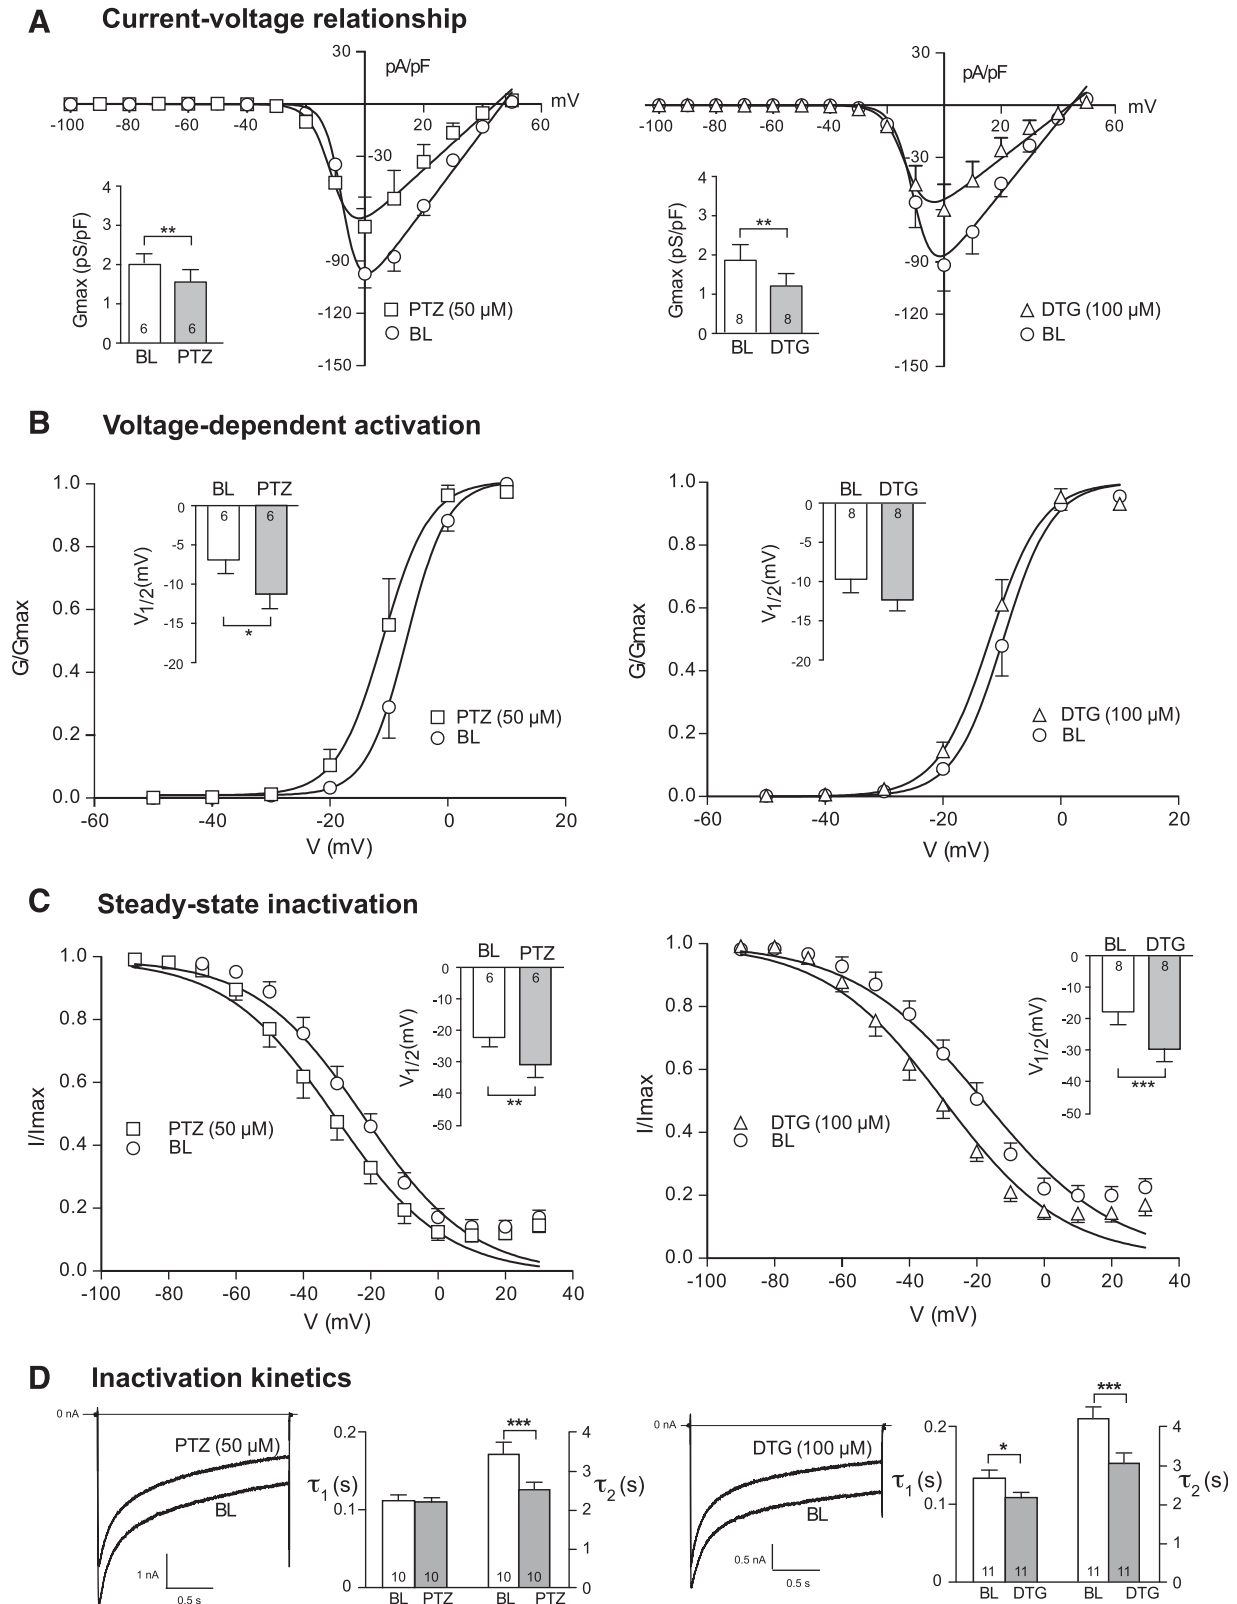 A Current-voltage relationship
30
pA/pF
mV
-100 -80 -60 -40 20 60
-30
-90
-120
-150
4
3
2
1
0
Gmax (pS/pF)
**
6 6
BL PTZ
PTZ (50 µM)
BL
30
pA/pF
mV
-100 -80 -60 -40 20 60
-30
-90
-120
-150
4
3
2
1
0
Gmax (pS/pF)
**
8 8
BL DTG
DTG (100 µM)
BL
B Voltage-dependent activation
1.0
0.8
0.6
0.4
0.2
0.0
G/Gmax
-60 -40 -20 0 20
V (mV)
BL PTZ
0
-5
-10
-15
-20
V1/2(mV)
6 6
*
PTZ (50 µM)
BL
1.0
0.8
0.6
0.4
0.2
0.0
G/Gmax
-60 -40 -20 0 20
V (mV)
BL DTG
0
-5
-10
-15
-20
V1/2(mV)
8 8
DTG (100 µM)
BL
C Steady-state inactivation
1.0
0.8
0.6
0.4
0.2
0.0
I/Imax
-100 -80 -60 -40 -20 0 20 40
V (mV)
BL PTZ
0
-10
-20
-30
-40
-50
V1/2(mV)
6 6
**
PTZ (50 µM)
BL
1.0
0.8
0.6
0.4
0.2
0.0
I/Imax
-100 -80 -60 -40 -20 0 20 40
V (mV)
BL DTG
0
-10
-20
-30
-40
-50
V1/2(mV)
8 8
***
DTG (100 µM)
BL
D Inactivation kinetics
0 nA
PTZ (50 µM)
BL
1 nA
0.5 s
0.2
0.1
0
τ1 (s)
***
4
3
2
1
0
τ2 (s)
10 10 10 10
BL PTZ BL PTZ
0 nA
DTG (100 µM)
BL
0.5 nA
0.5 s
0.2
0.1
0
τ1 (s)
*
***
4
3
2
1
0
τ2 (s)
11 11 11 11
BL DTG BL DTG